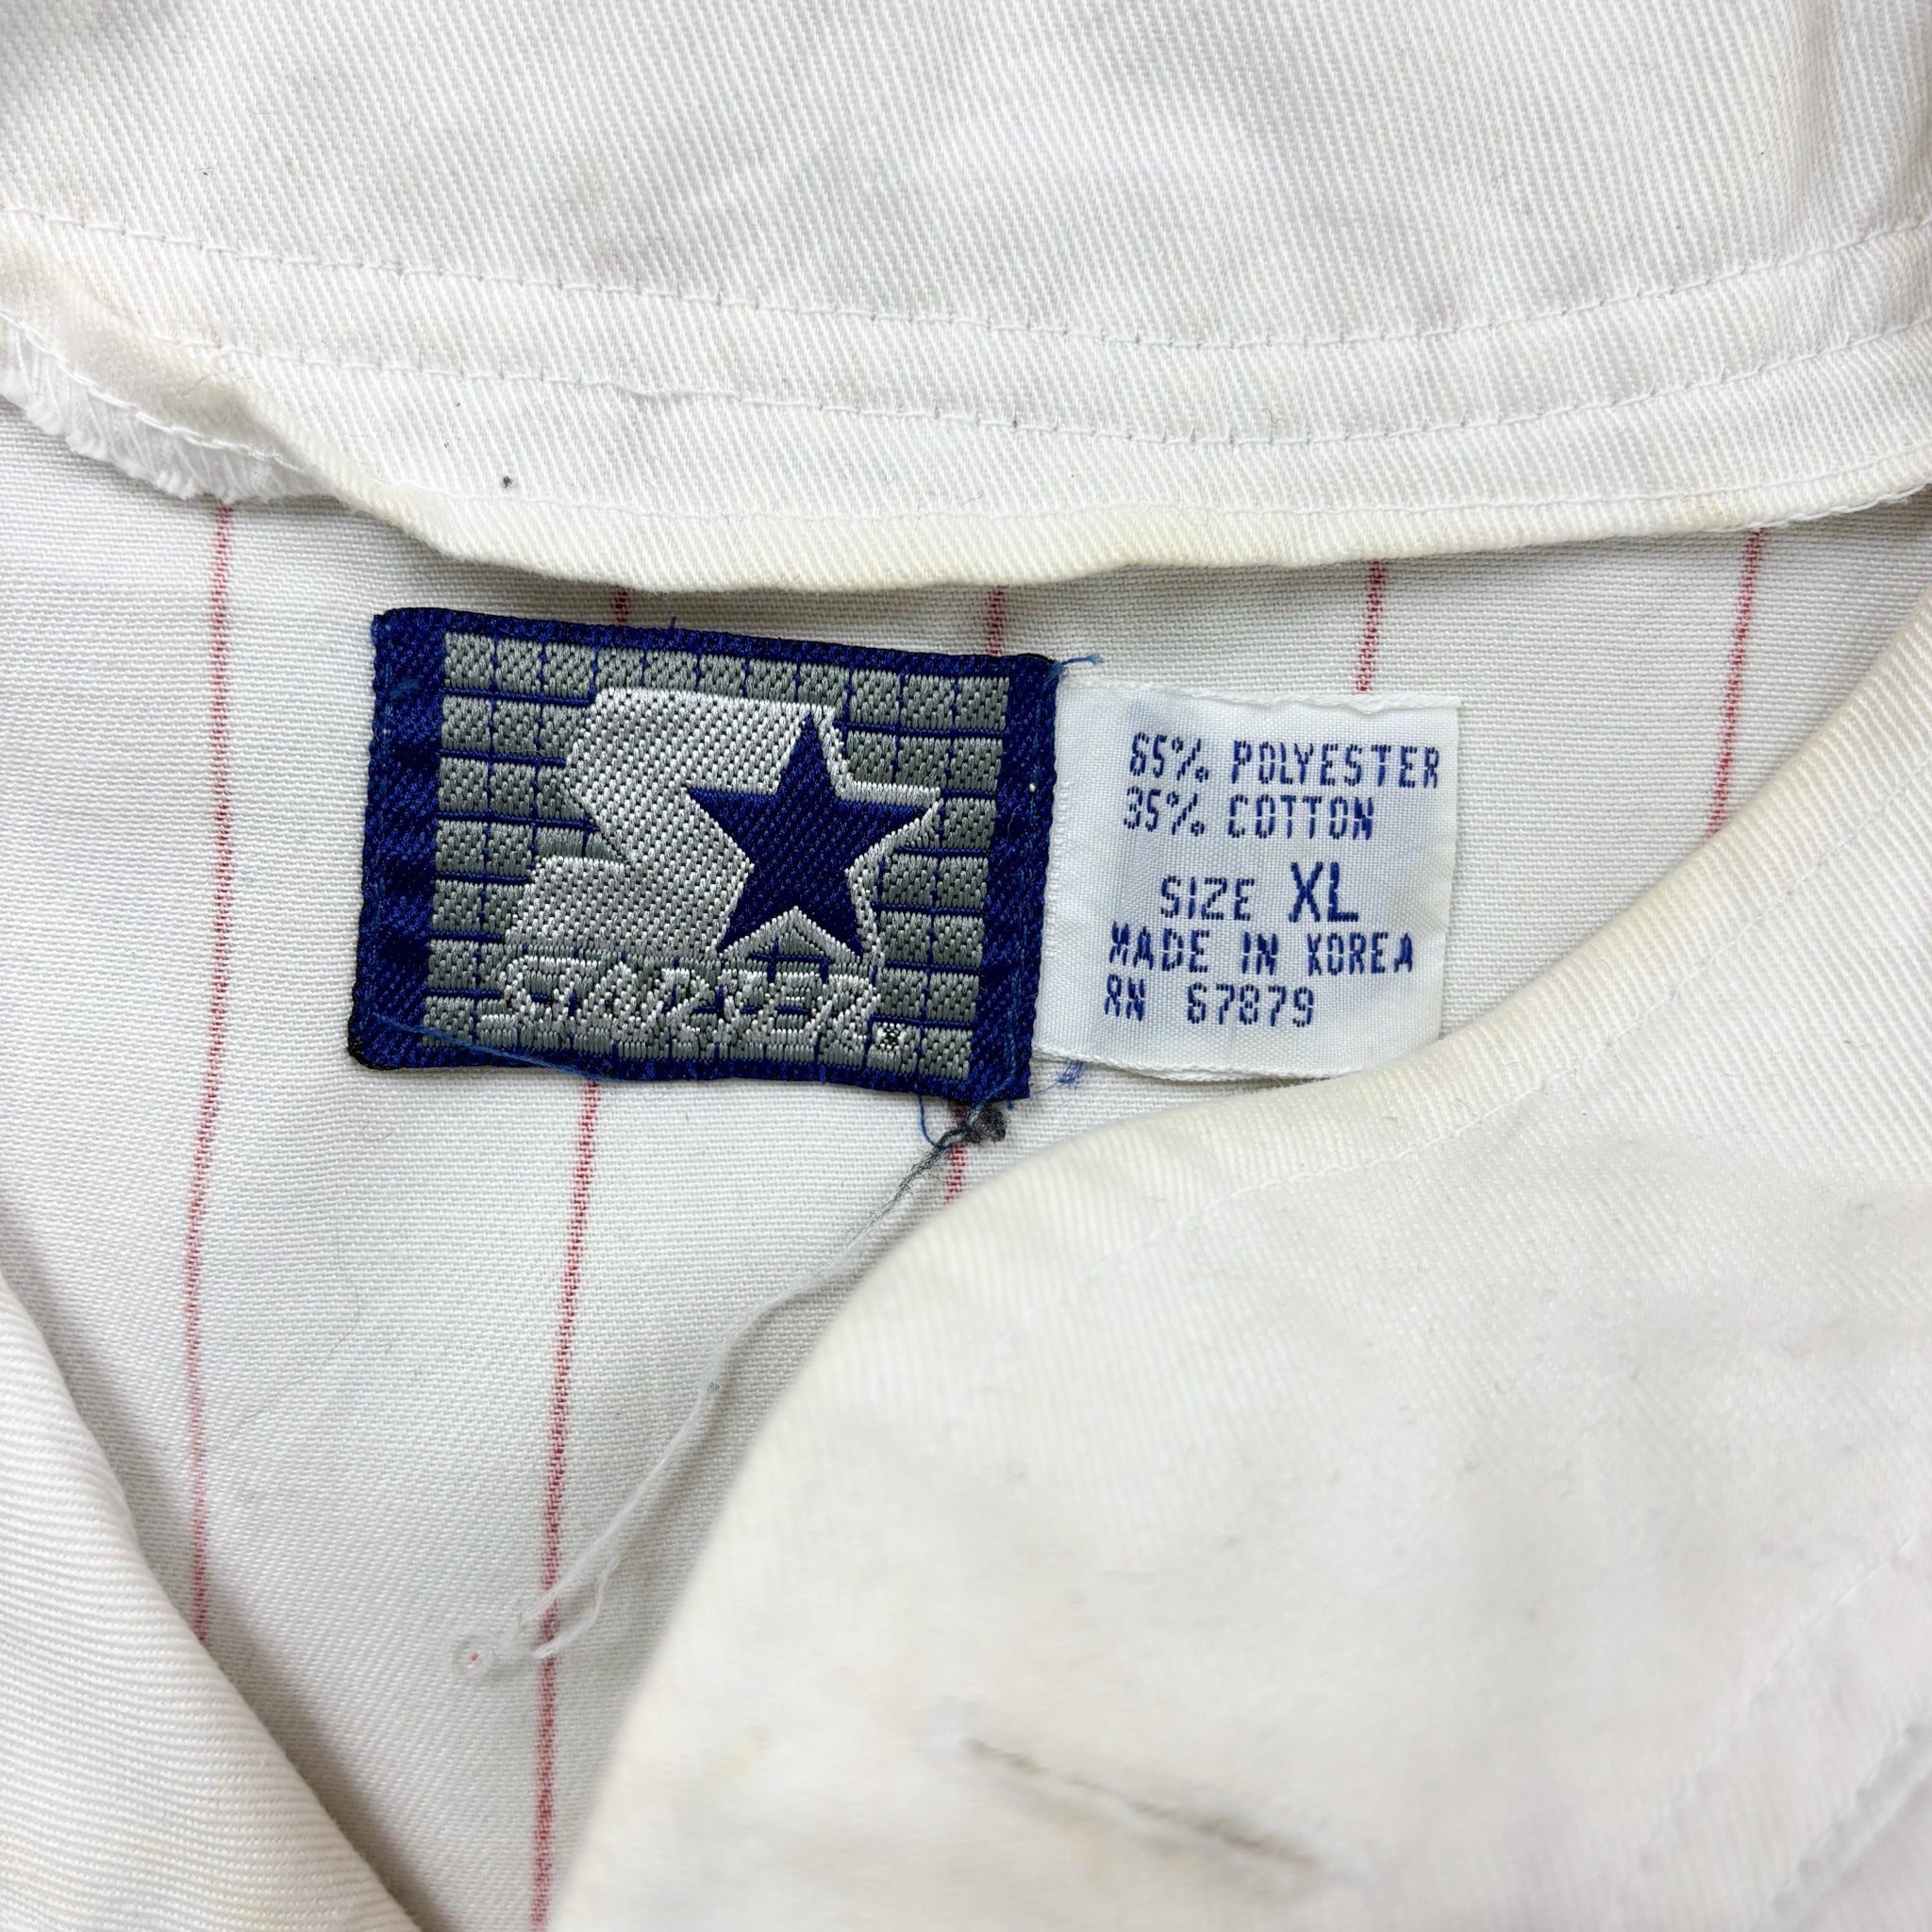 STARTER
65% POLYESTER
35% COTTON
SIZE XL
MADE IN KOREA
RN 67879